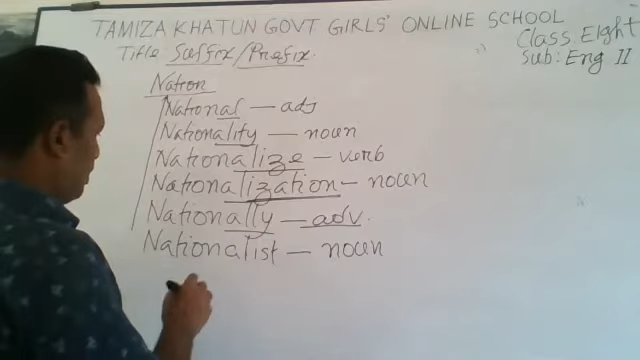 TAMIZA KHATUN GOVT GIRLS' ONLINE SCHOOL
Class Eight
Title Suffix/Prefix.
Sub: Eng II
Nation
National — adj
Nationality — noun
Nationalize — verb
Nationalization — noun
Nationally — adv.
Nationalist — noun